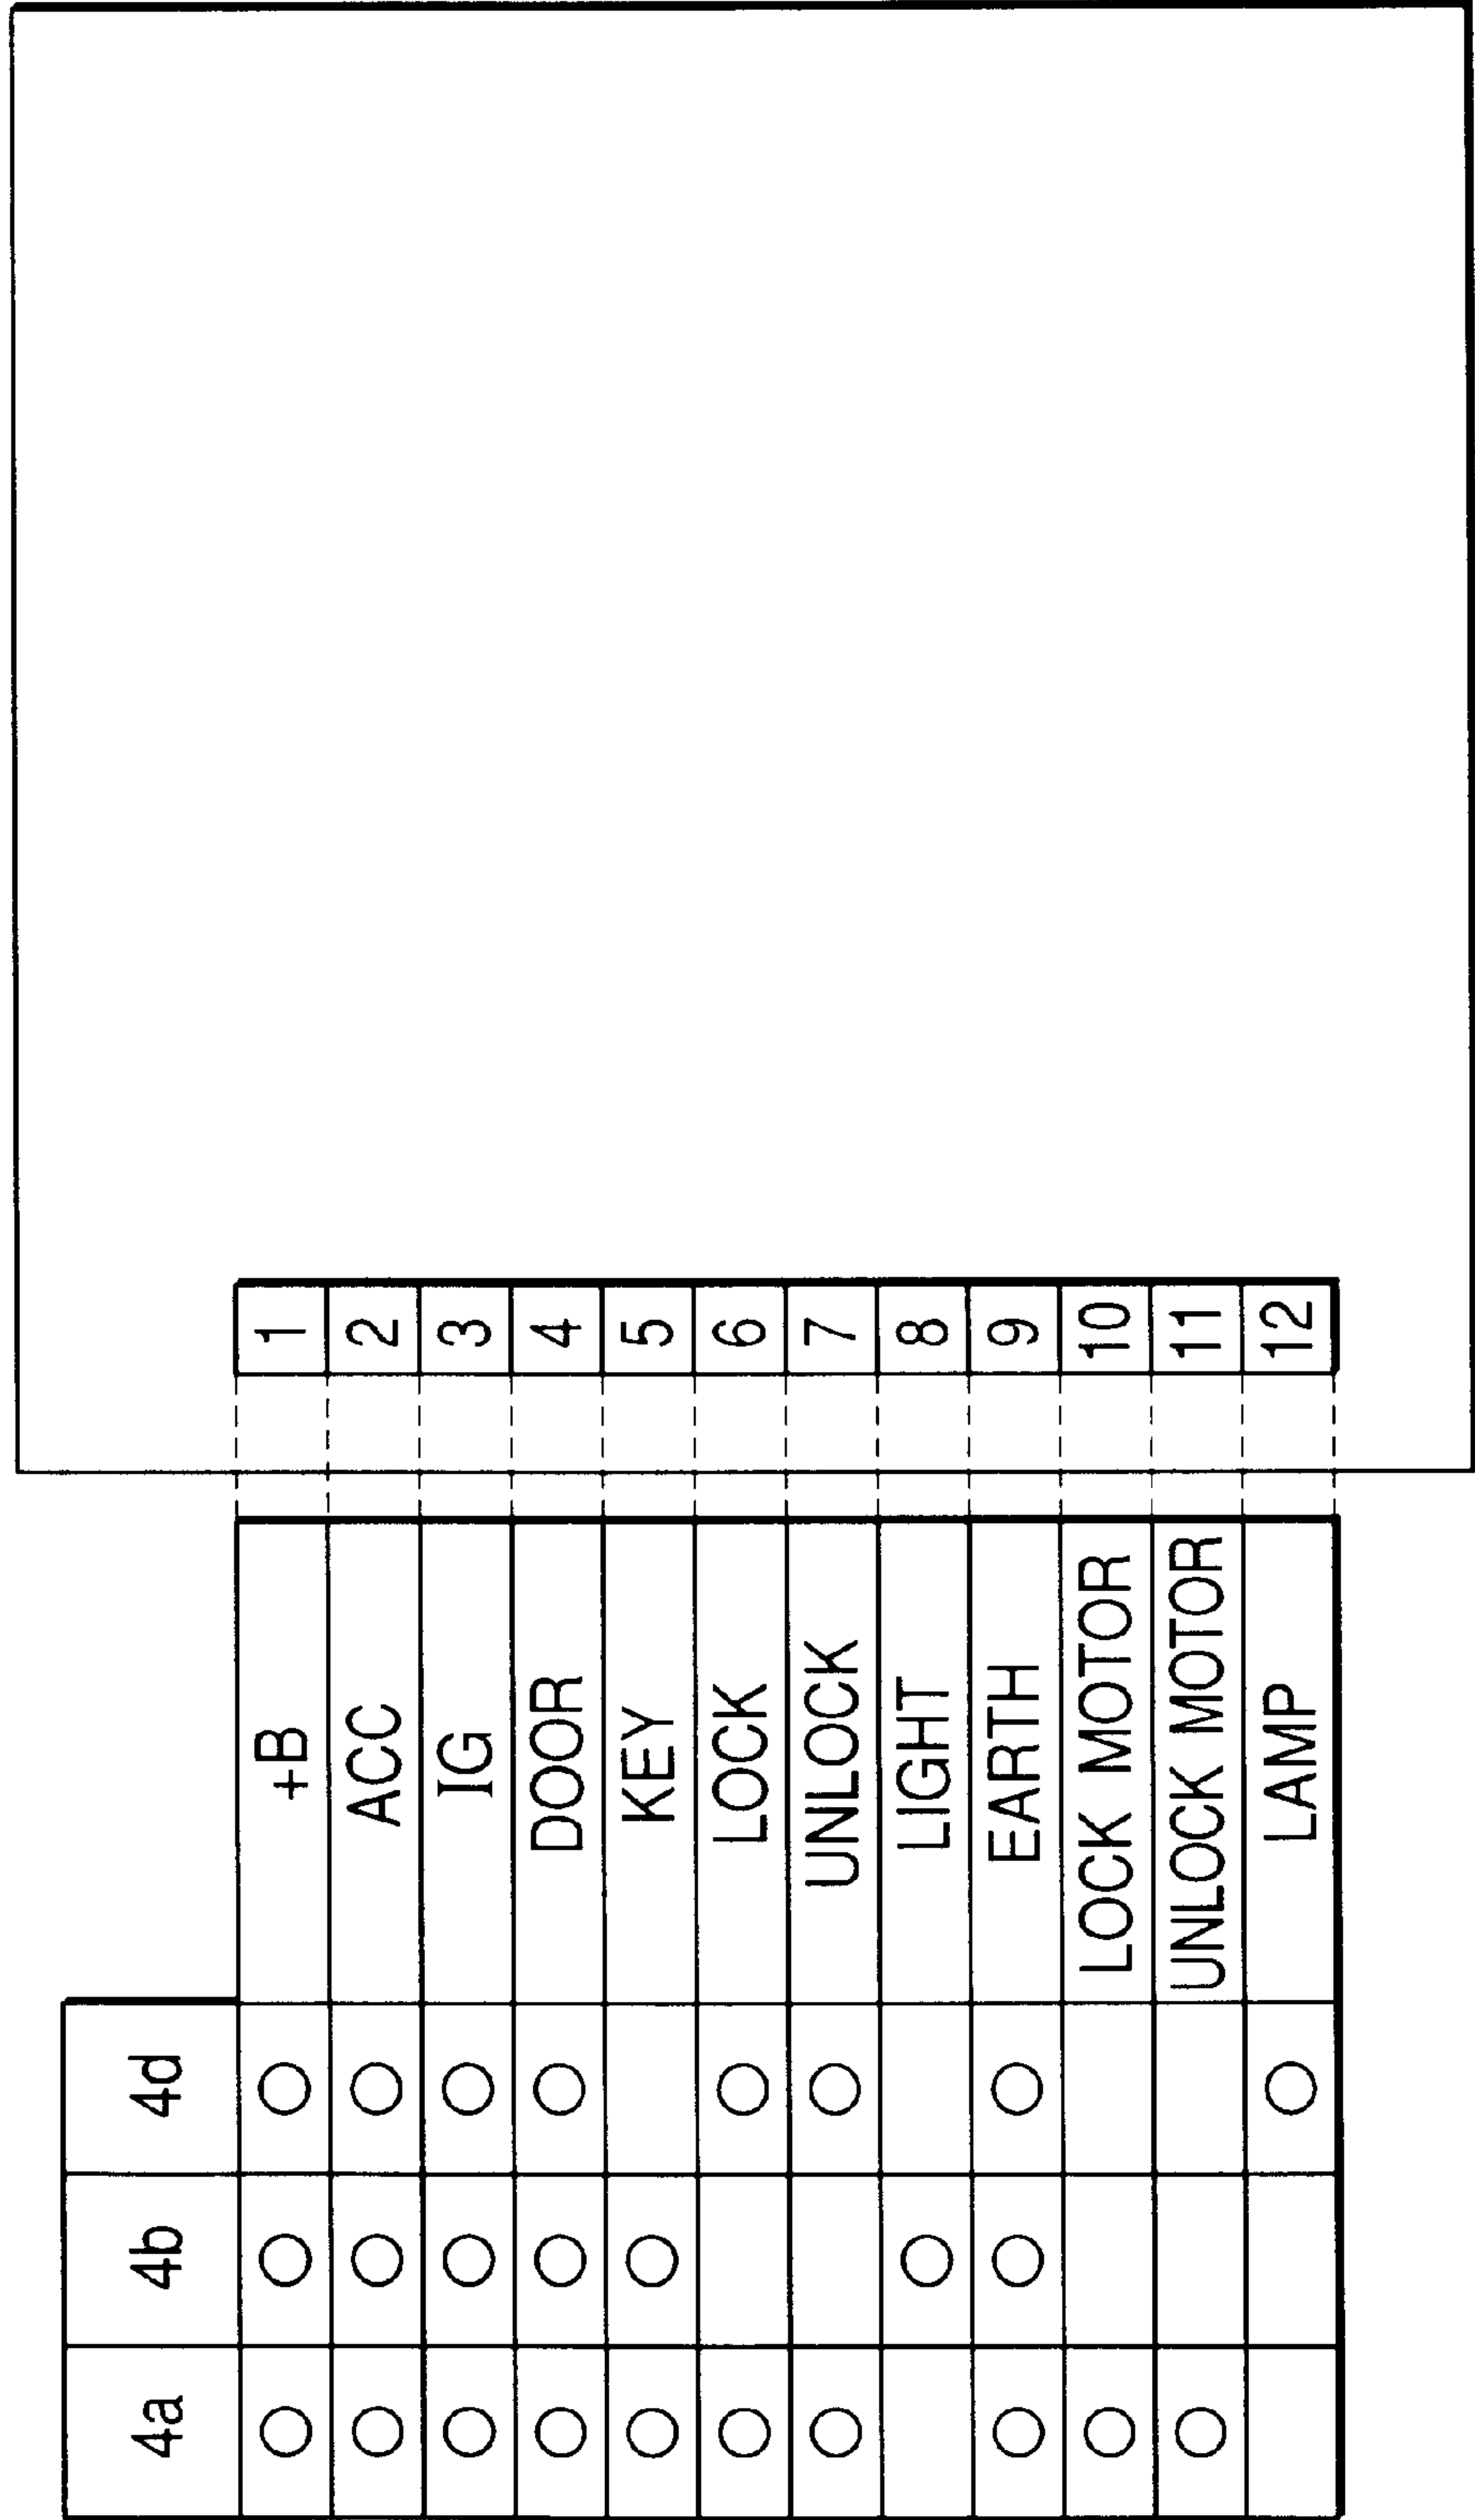 4a 4b 4d
○ ○ ○ +B 1
○ ○ ○ ACC 2
○ ○ ○ IG 3
○ ○ ○ DOOR 4
○ ○ KEY 5
○ ○ LOCK 6
○ ○ UNLOCK 7
○ LIGHT 8
○ ○ ○ EARTH 9
○ LOCK MOTOR 10
○ UNLOCK MOTOR 11
○ LAMP 12